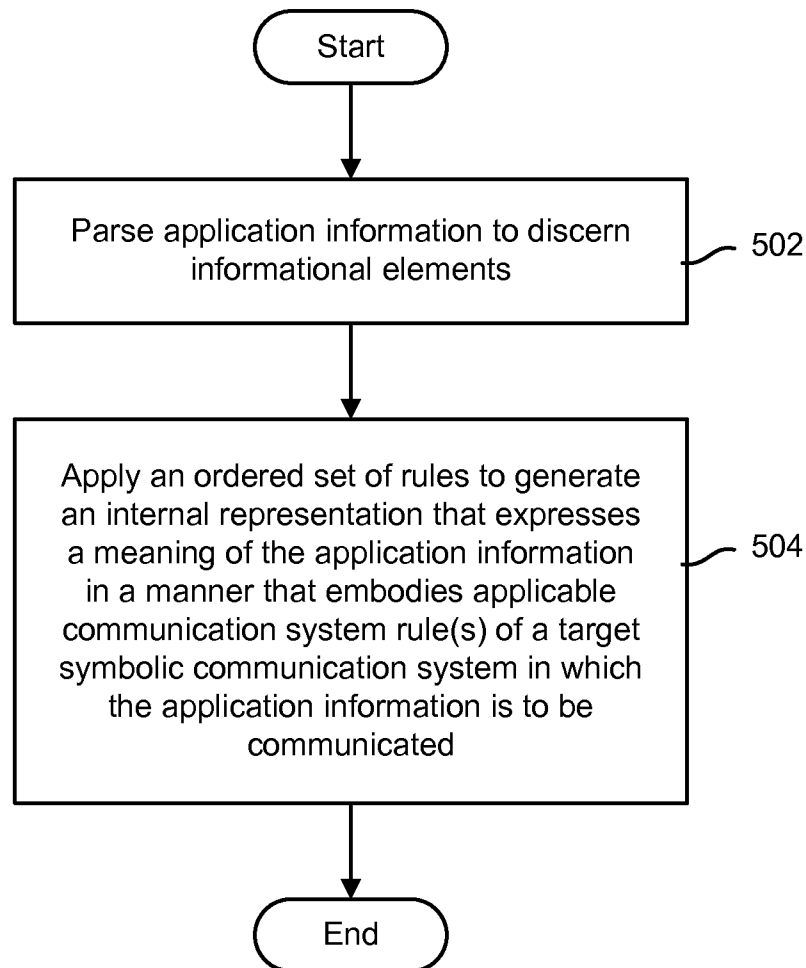 Start
Parse application information to discern
informational elements
502
Apply an ordered set of rules to generate
an internal representation that expresses
a meaning of the application information
in a manner that embodies applicable
communication system rule(s) of a target
symbolic communication system in which
the application information is to be
communicated
504
End